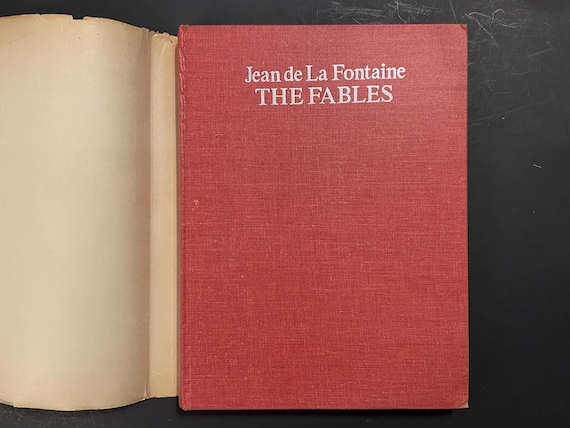 Jean de La Fontaine
THE FABLES